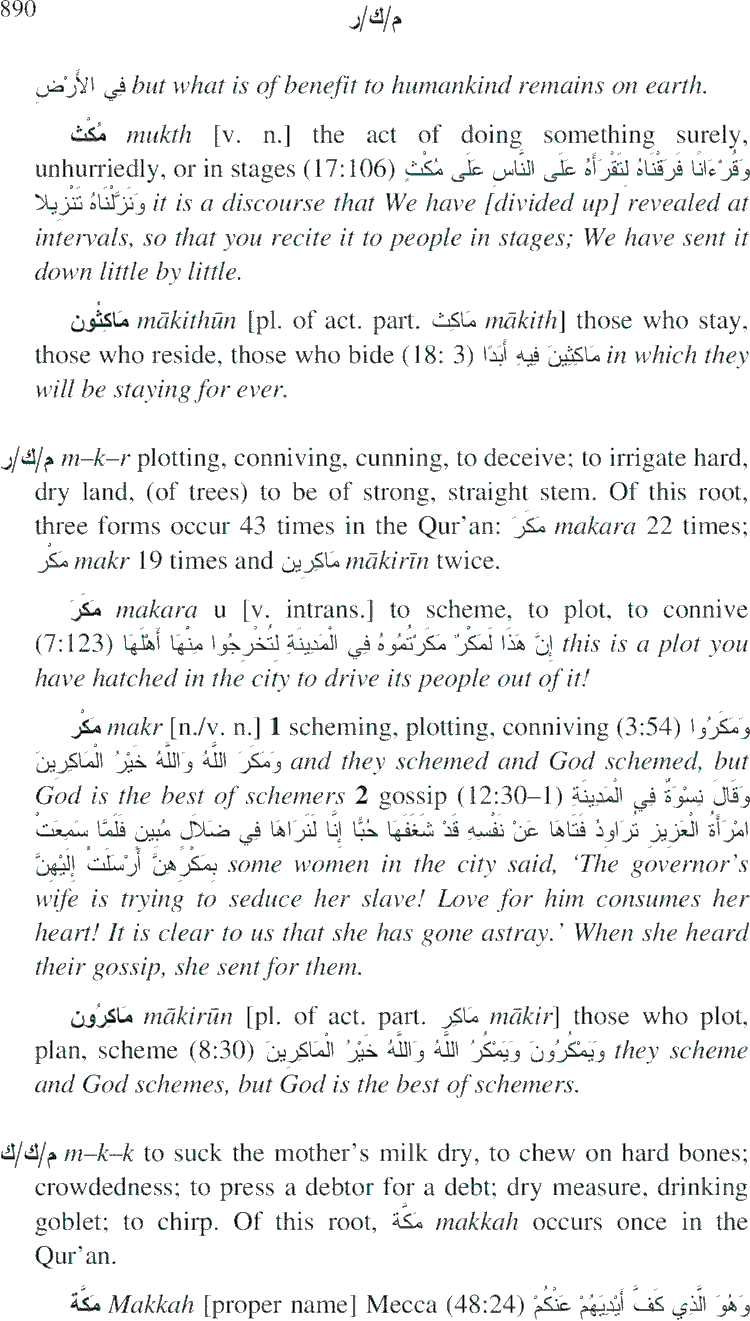 890
م/ك/ر
فِي الأَرْضِ but what is of benefit to humankind remains on earth.
مُكْث mukth [v. n.] the act of doing something surely,
unhurriedly, or in stages (17:106) وَقُرْءَانًا فَرَقْنَاهُ لِتَقْرَأَهُ عَلَى النَّاسِ عَلَى مُكْثٍ
وَنَزَّلْنَاهُ تَنْزِيلا it is a discourse that We have [divided up] revealed at
intervals, so that you recite it to people in stages; We have sent it
down little by little.
مَاكِثُون mākithūn [pl. of act. part. مَاكِث mākith] those who stay,
those who reside, those who bide (18: 3) مَاكِثِينَ فِيهِ أَبَدًا in which they
will be staying for ever.
م/ك/ر m–k–r plotting, conniving, cunning, to deceive; to irrigate hard,
dry land, (of trees) to be of strong, straight stem. Of this root,
three forms occur 43 times in the Qur’an: مَكَرَ makara 22 times;
مَكْر makr 19 times and مَاكِرِين mākirīn twice.
مَكَرَ makara u [v. intrans.] to scheme, to plot, to connive
(7:123) إِنَّ هَذَا لَمَكْرٌ مَكَرْتُمُوهُ فِي الْمَدِينَةِ لِتُخْرِجُوا مِنْهَا أَهْلَهَا this is a plot you
have hatched in the city to drive its people out of it!
مَكْر makr [n./v. n.] 1 scheming, plotting, conniving (3:54) وَمَكَرُوا
وَمَكَرَ اللَّهُ وَاللَّهُ خَيْرُ الْمَاكِرِينَ and they schemed and God schemed, but
God is the best of schemers 2 gossip (12:30–1) وَقَالَ نِسْوَةٌ فِي الْمَدِينَةِ
امْرَأَةُ الْعَزِيزِ تُرَاوِدُ فَتَاهَا عَنْ نَفْسِهِ قَدْ شَغَفَهَا حُبًّا إِنَّا لَنَرَاهَا فِي ضَلَالٍ مُبِينٍ فَلَمَّا سَمِعَتْ
بِمَكْرِهِنَّ أَرْسَلَتْ إِلَيْهِنَّ some women in the city said, ‘The governor’s
wife is trying to seduce her slave! Love for him consumes her
heart! It is clear to us that she has gone astray.’ When she heard
their gossip, she sent for them.
مَاكِرُون mākirūn [pl. of act. part. مَاكِر mākir] those who plot,
plan, scheme (8:30) وَيَمْكُرُونَ وَيَمْكُرُ اللَّهُ وَاللَّهُ خَيْرُ الْمَاكِرِينَ they scheme
and God schemes, but God is the best of schemers.
م/ك/ك m–k–k to suck the mother’s milk dry, to chew on hard bones;
crowdedness; to press a debtor for a debt; dry measure, drinking
goblet; to chirp. Of this root, مَكَّة makkah occurs once in the
Qur’an.
مَكَّة Makkah [proper name] Mecca (48:24) وَهُوَ الَّذِي كَفَّ أَيْدِيَهُمْ عَنْكُمْ